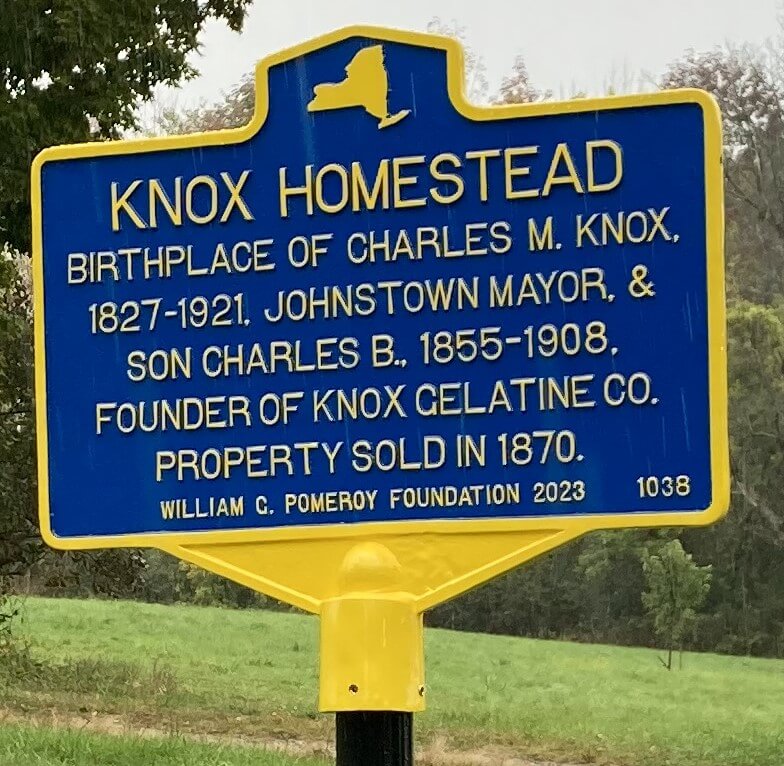 KNOX HOMESTEAD
BIRTHPLACE OF CHARLES M. KNOX,
1827-1921, JOHNSTOWN MAYOR, &
SON CHARLES B., 1855-1908,
FOUNDER OF KNOX GELATINE CO.
PROPERTY SOLD IN 1870.
WILLIAM G. POMEROY FOUNDATION 2023 1038